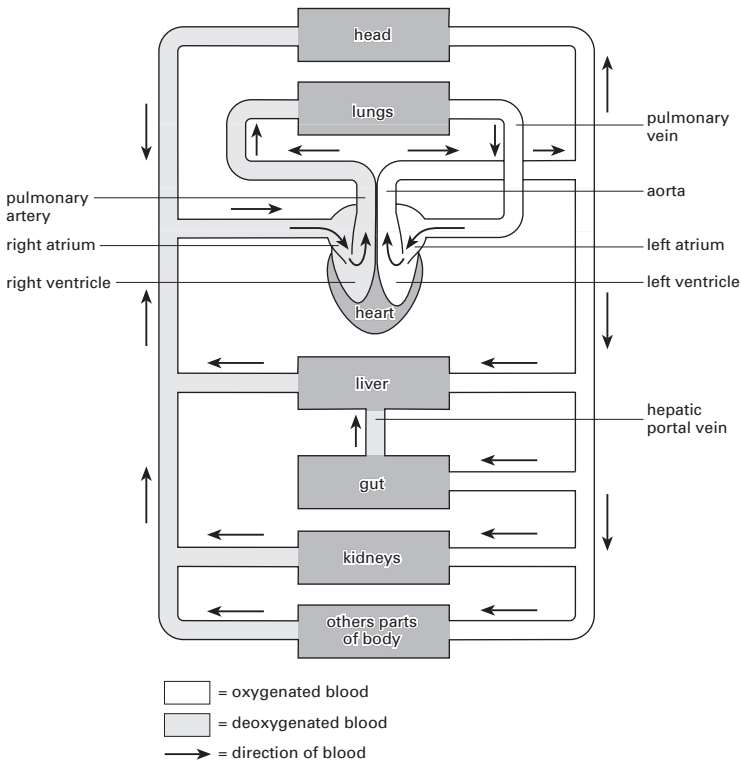 head
lungs
pulmonary
vein
pulmonary
artery
aorta
right atrium
left atrium
right ventricle
left ventricle
heart
liver
hepatic
portal vein
gut
kidneys
others parts
of body
= oxygenated blood
= deoxygenated blood
= direction of blood